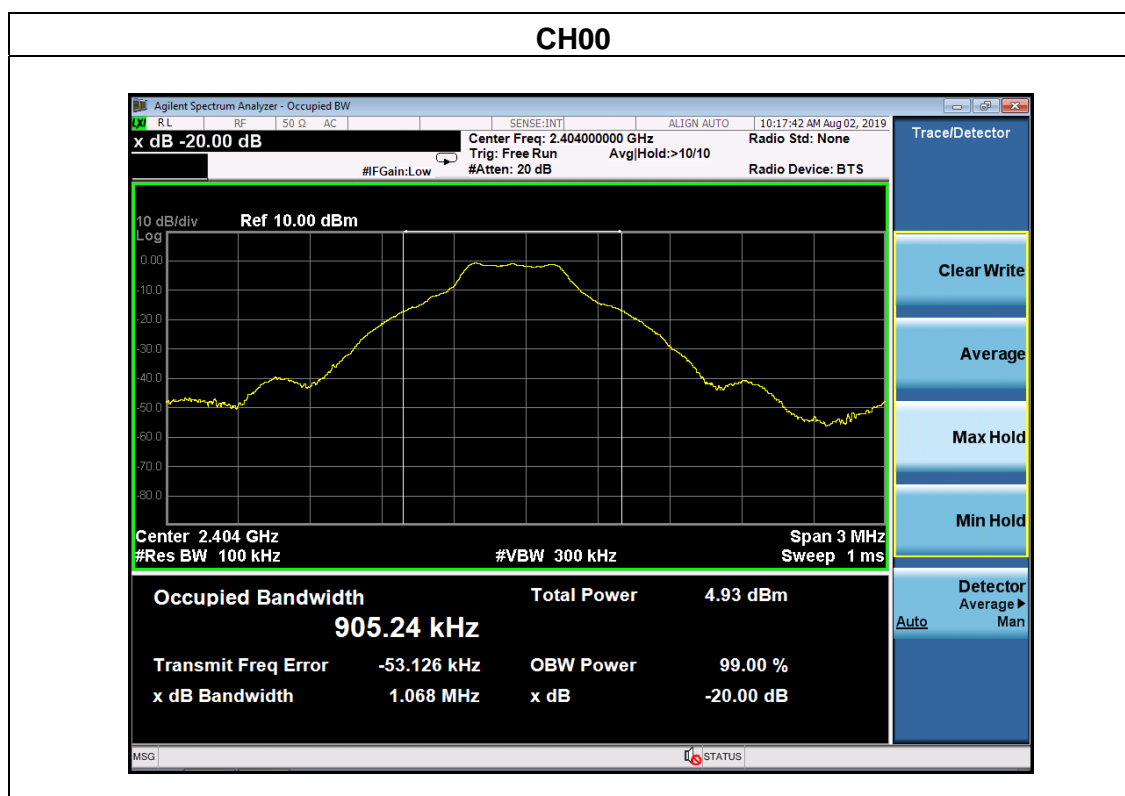 CH00
Agilent Spectrum Analyzer - Occupied BW
LXI RL RF 50 Ω AC SENSE:INT ALIGN AUTO 10:17:42 AM Aug 02, 2019
x dB -20.00 dB
Center Freq: 2.404000000 GHz Radio Std: None
Trig: Free Run Avg|Hold:>10/10
#IFGain:Low #Atten: 20 dB Radio Device: BTS
Trace/Detector
10 dB/div Ref 10.00 dBm
Log
0.00
-10.0
-20.0
-30.0
-40.0
-50.0
-60.0
-70.0
-80.0
Center 2.404 GHz Span 3 MHz
#Res BW 100 kHz #VBW 300 kHz Sweep 1 ms
Clear Write
Average
Max Hold
Min Hold
Detector
Average▶
Auto Man
Occupied Bandwidth Total Power 4.93 dBm
905.24 kHz
Transmit Freq Error -53.126 kHz OBW Power 99.00 %
x dB Bandwidth 1.068 MHz x dB -20.00 dB
MSG STATUS